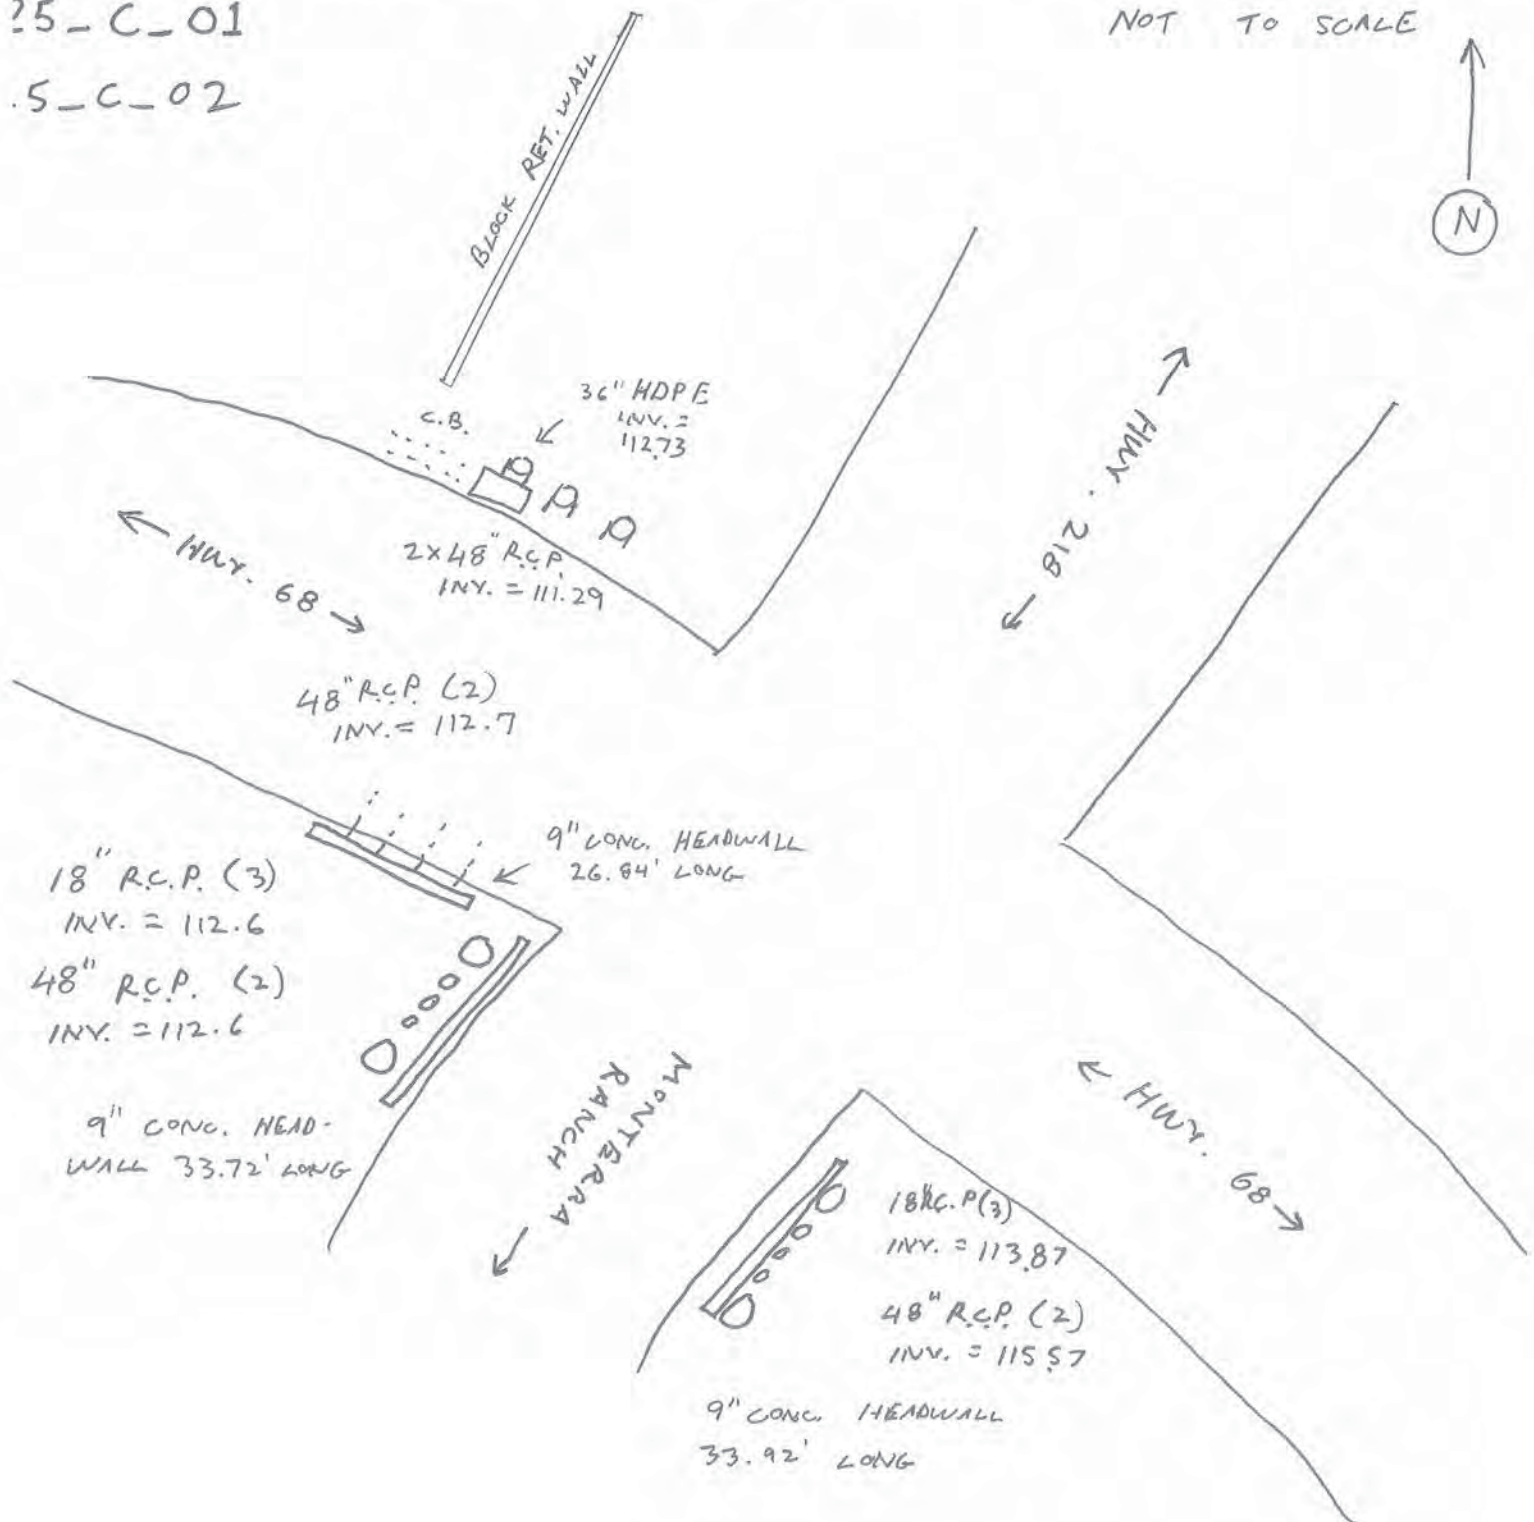 25_C_01
NOT TO SCALE
.5_C_02
N
BLOCK RET. WALL
36" HDPE
INV. =
112.73
C.B.
HWY. 218
HWY. 68
2x48" R.C.P.
INV. = 111.29
48" R.C.P. (2)
INV. = 112.7
9" CONC. HEADWALL
26.84' LONG
18" R.C.P. (3)
INV. = 112.6
48" R.C.P. (2)
INV. = 112.6
9" CONC. HEAD-
WALL 33.72' LONG
MONTERRA
RANCH
HWY. 68
18" R.C.P (3)
INV. = 113.87
48" R.C.P. (2)
INV. = 115.57
9" CONC. HEADWALL
33.92' LONG